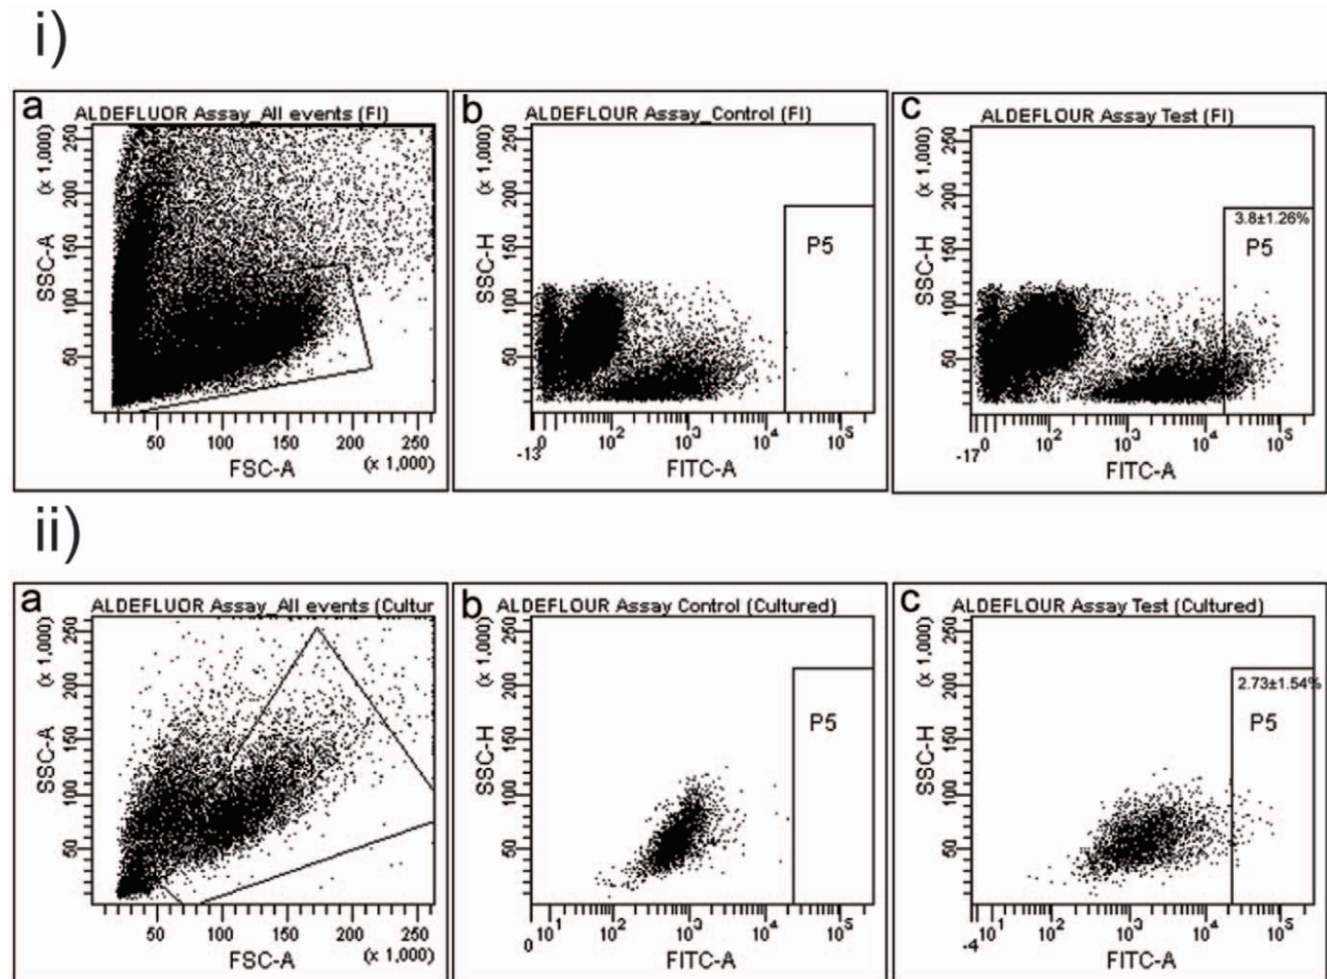 i)
a ALDEFLUOR Assay_All events (FI)
SSC-A
(x 1,000)
250
200
150
100
50
50 100 150 200 250
FSC-A (x 1,000)
b ALDEFLOUR Assay_Control (FI)
SSC-H
(x 1,000)
250
200
150
100
50
P5
-13 0 10² 10³ 10⁴ 10⁵
FITC-A
c ALDEFLOUR Assay Test (FI)
SSC-H
(x 1,000)
250
200
150
100
50
3.8±1.26%
P5
-17 0 10² 10³ 10⁴ 10⁵
FITC-A
ii)
a ALDEFLUOR Assay_All events (Cultur
SSC-A
(x 1,000)
250
200
150
100
50
50 100 150 200 250
FSC-A (x 1,000)
b ALDEFLOUR Assay Control (Cultured)
SSC-H
(x 1,000)
250
200
150
100
50
P5
0 10¹ 10² 10³ 10⁴ 10⁵
FITC-A
c ALDEFLOUR Assay Test (Cultured)
SSC-H
(x 1,000)
250
200
150
100
50
2.73±1.54%
P5
-4 10¹ 10² 10³ 10⁴ 10⁵
FITC-A